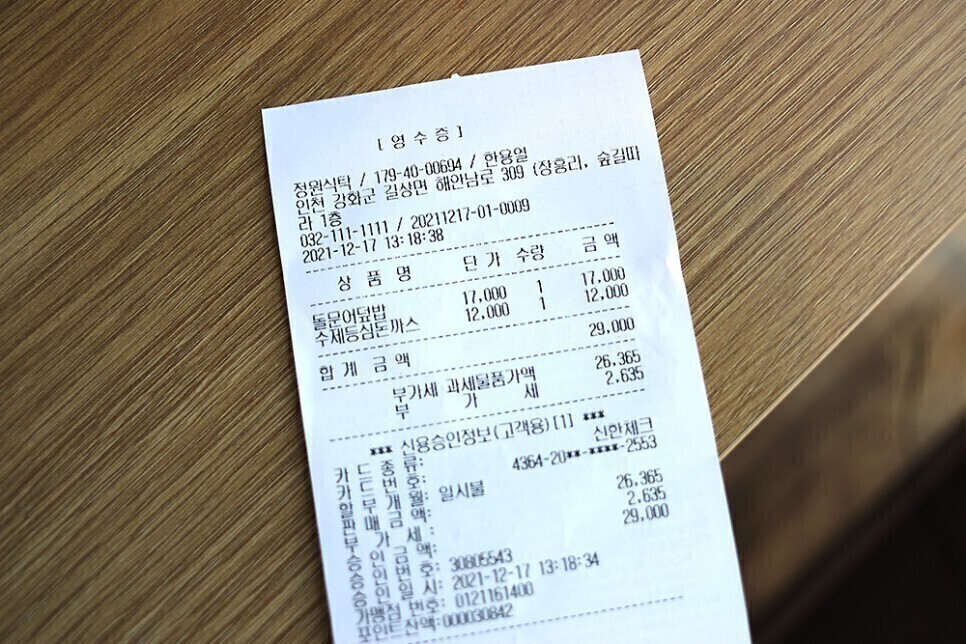 [ 영 수 증 ]
정원식탁 / 179-40-00694 / 한용열
인천 강화군 길상면 해안남로 309 (장흥리, 숲길따
라 1층
032-111-1111 / 20211217-01-0009
2021-12-17 13:18:38
상 품 명 단 가 수량 금 액
돌문어덮밥 17,000 1 17,000
수제등심돈까스 12,000 1 12,000
합 계 금 액 29,000
부가세 과세물품가액 26,365
부 가 세 2,635
*** 신용승인정보(고객용)[1] ***
카 드 종 류: 신한체크
카 드 번 호: 4364-20**-****-2553
할 부 개 월: 일시불
판 매 금 액: 26,365
부 가 세 : 2,635
승 인 금 액: 29,000
승 인 번 호: 30805543
승 인 일 시: 2021-12-17 13:18:34
가맹점 번호: 0121161400
포인트잔액:000030842